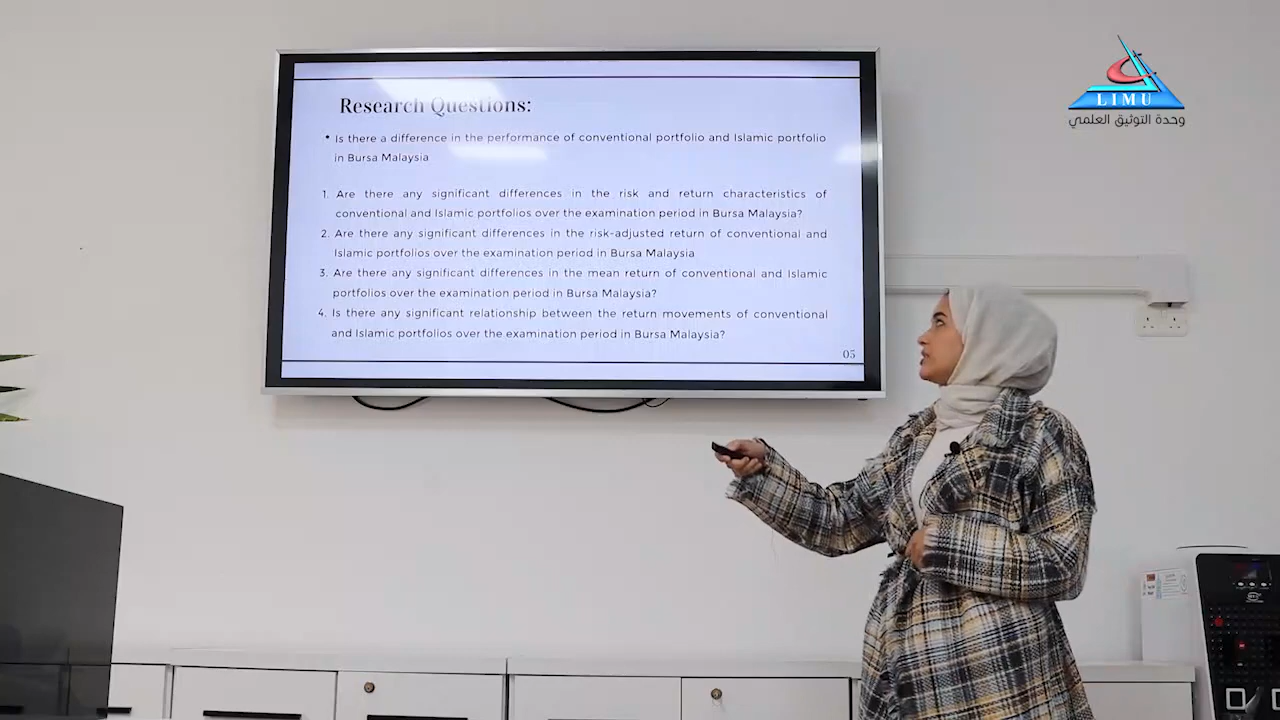 LIMU
وحدة التوثيق العلمي
Research Questions:
• Is there a difference in the performance of conventional portfolio and Islamic portfolio
in Bursa Malaysia
1. Are there any significant differences in the risk and return characteristics of
conventional and Islamic portfolios over the examination period in Bursa Malaysia?
2. Are there any significant differences in the risk-adjusted return of conventional and
Islamic portfolios over the examination period in Bursa Malaysia
3. Are there any significant differences in the mean return of conventional and Islamic
portfolios over the examination period in Bursa Malaysia?
4. Is there any significant relationship between the return movements of conventional
and Islamic portfolios over the examination period in Bursa Malaysia?
05